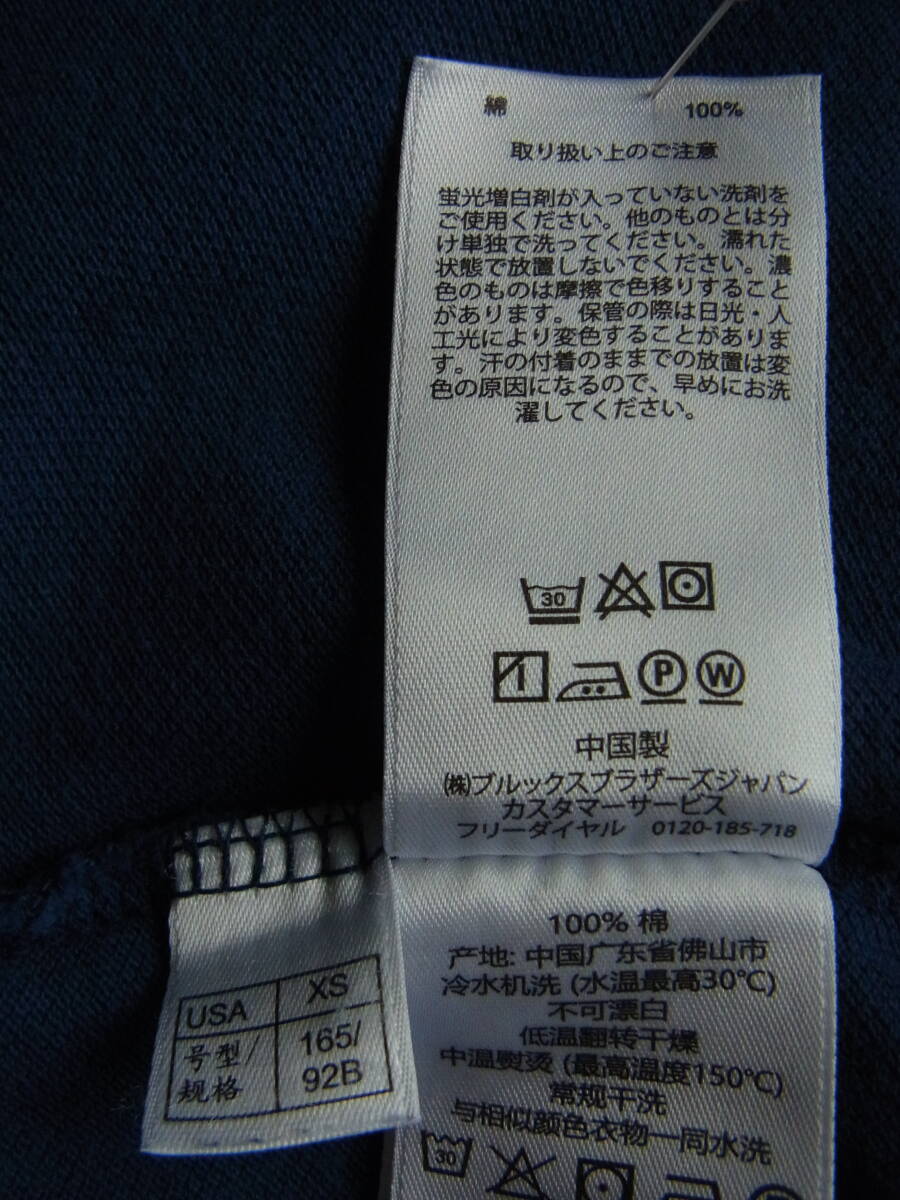 綿 100%
取り扱い上のご注意
蛍光増白剤が入っていない洗剤を
ご使用ください。他のものとは分
け単独で洗ってください。濡れた
状態で放置しないでください。濃
色のものは摩擦で色移りすること
があります。保管の際は日光・人
工光により変色することがありま
す。汗の付着のままでの放置は変
色の原因になるので、早めにお洗
濯してください。
30
P W
中国製
㈱ブルックスブラザーズジャパン
カスタマーサービス
フリーダイヤル 0120-185-718
100% 棉
产地: 中国广东省佛山市
冷水机洗 (水温最高30℃)
不可漂白
低温翻转干燥
中温熨烫 (最高温度150℃)
常规干洗
与相似颜色衣物一同水洗
30
USA XS
号型/ 165/
规格 92B